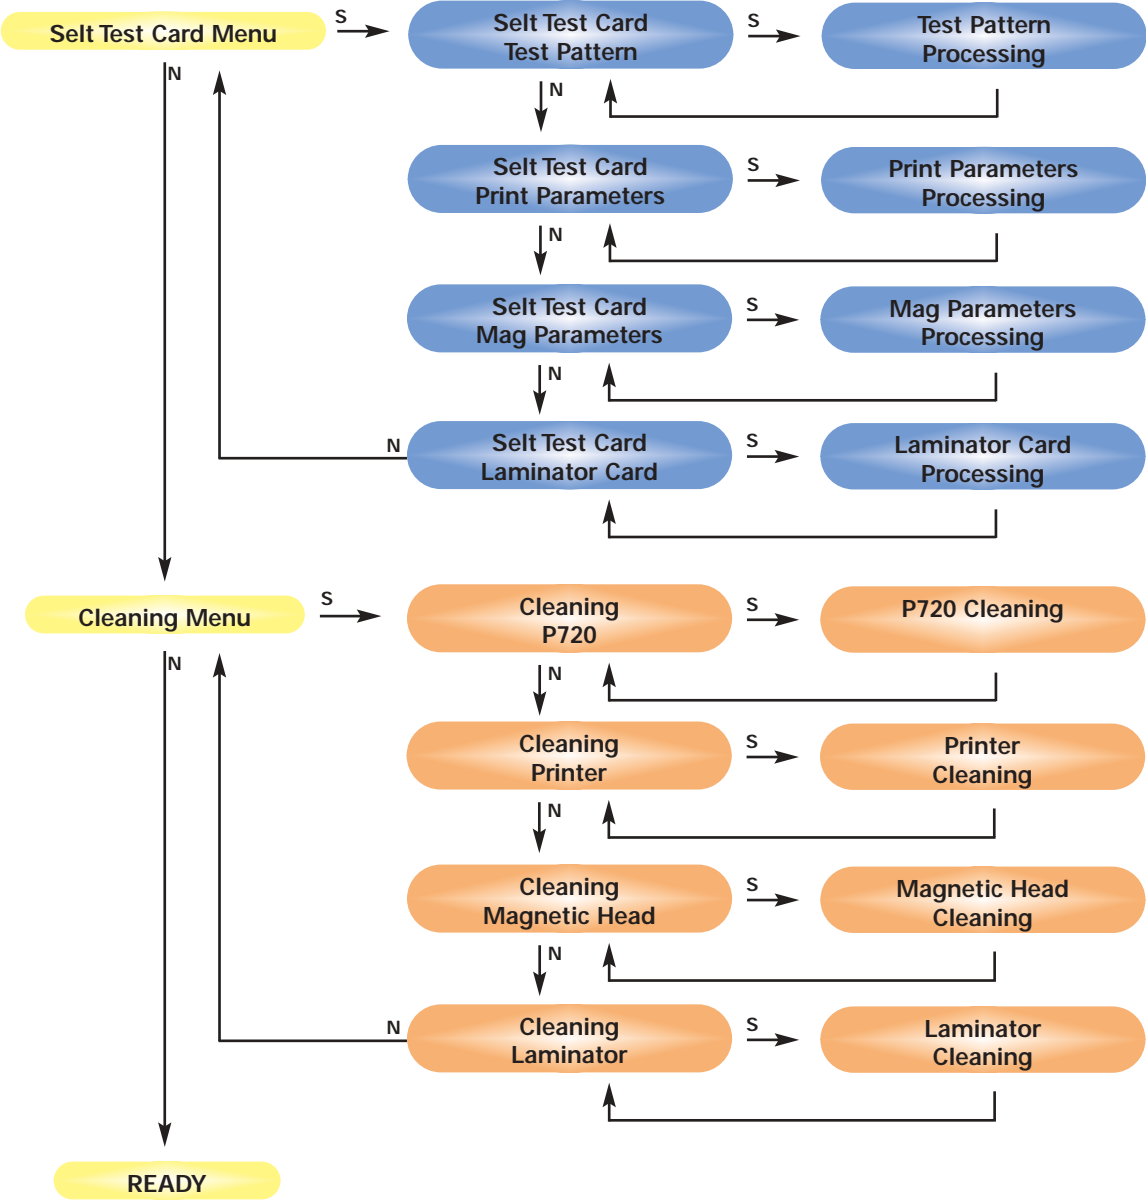 Selt Test Card Menu
S
Selt Test Card
Test Pattern
S
Test Pattern
Processing
N
N
Selt Test Card
Print Parameters
S
Print Parameters
Processing
N
Selt Test Card
Mag Parameters
S
Mag Parameters
Processing
N
N
Selt Test Card
Laminator Card
S
Laminator Card
Processing
Cleaning Menu
S
Cleaning
P720
S
P720 Cleaning
N
N
Cleaning
Printer
S
Printer
Cleaning
N
Cleaning
Magnetic Head
S
Magnetic Head
Cleaning
N
N
Cleaning
Laminator
S
Laminator
Cleaning
READY